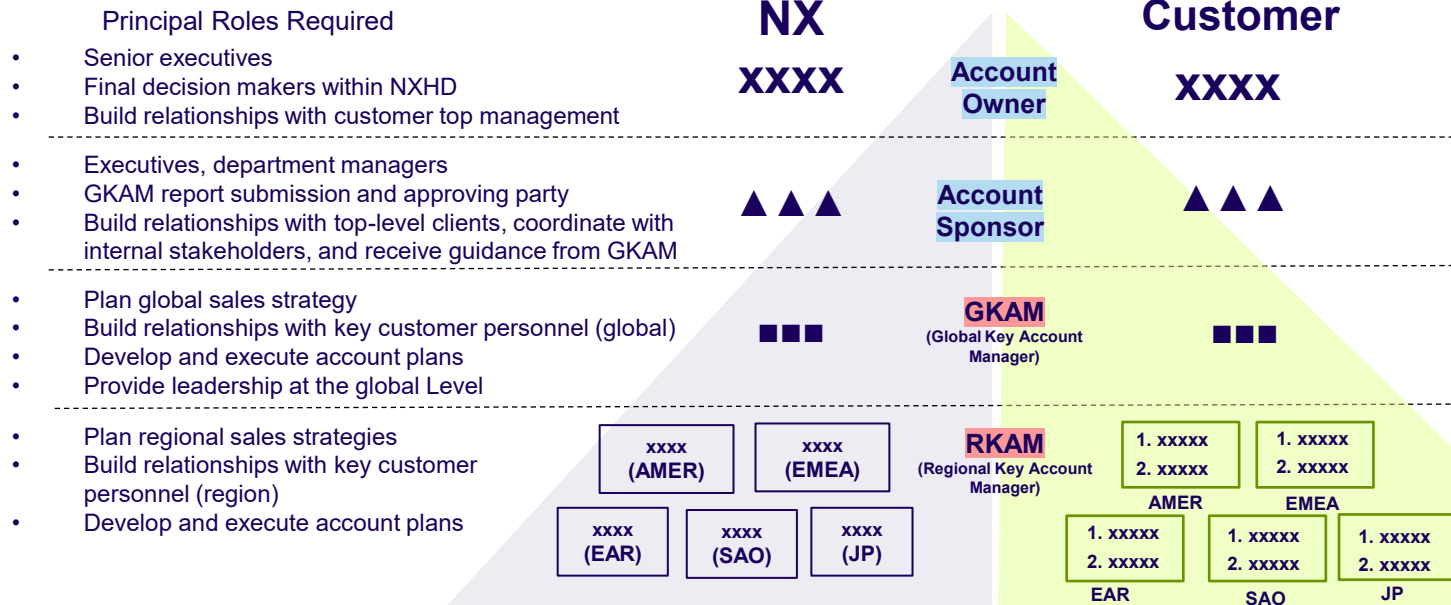 Principal Roles Required
NX
Customer
• Senior executives
• Final decision makers within NXHD
• Build relationships with customer top management
xxxx
Account
Owner
xxxx
• Executives, department managers
• GKAM report submission and approving party
• Build relationships with top-level clients, coordinate with
internal stakeholders, and receive guidance from GKAM
▲ ▲ ▲
Account
Sponsor
▲ ▲ ▲
• Plan global sales strategy
• Build relationships with key customer personnel (global)
• Develop and execute account plans
• Provide leadership at the global Level
■■■
GKAM
(Global Key Account
Manager)
■■■
• Plan regional sales strategies
• Build relationships with key customer
personnel (region)
• Develop and execute account plans
xxxx
(AMER)
xxxx
(EMEA)
xxxx
(EAR)
xxxx
(SAO)
xxxx
(JP)
RKAM
(Regional Key Account
Manager)
1. xxxxx
2. xxxxx
AMER
1. xxxxx
2. xxxxx
EMEA
1. xxxxx
2. xxxxx
EAR
1. xxxxx
2. xxxxx
SAO
1. xxxxx
2. xxxxx
JP